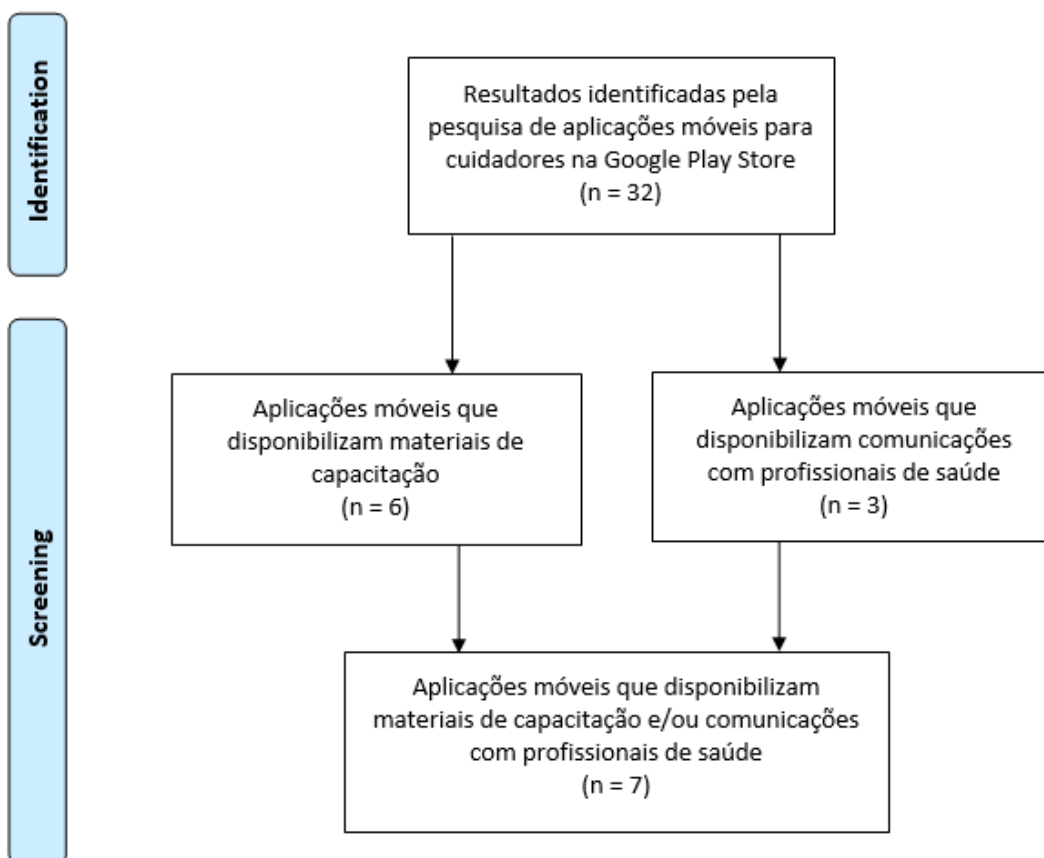 Identification
Resultados identificadas pela
pesquisa de aplicações móveis para
cuidadores na Google Play Store
(n = 32)
Screening
Aplicações móveis que
disponibilizam materiais de
capacitação
(n = 6)
Aplicações móveis que
disponibilizam comunicações
com profissionais de saúde
(n = 3)
Aplicações móveis que disponibilizam
materiais de capacitação e/ou comunicações
com profissionais de saúde
(n = 7)